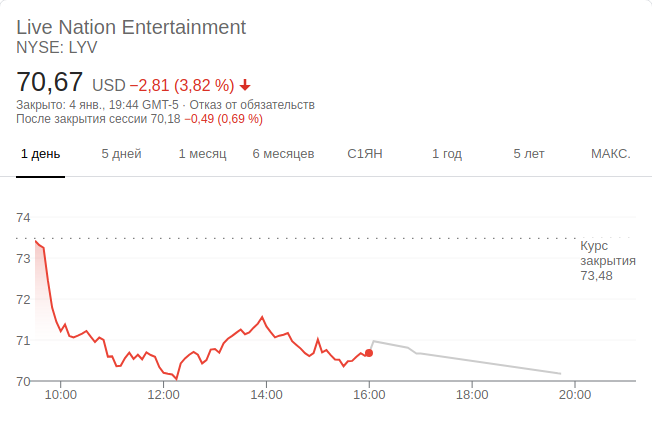 Live Nation Entertainment
NYSE: LYV
70,67 USD −2,81 (3,82 %)
Закрыто: 4 янв., 19:44 GMT-5 · Отказ от обязательств
После закрытия сессии 70,18 −0,49 (0,69 %)
1 день 5 дней 1 месяц 6 месяцев С1ЯН 1 год 5 лет МАКС.
74
Курс
закрытия
73,48
73
72
71
70
10:00 12:00 14:00 16:00 18:00 20:00